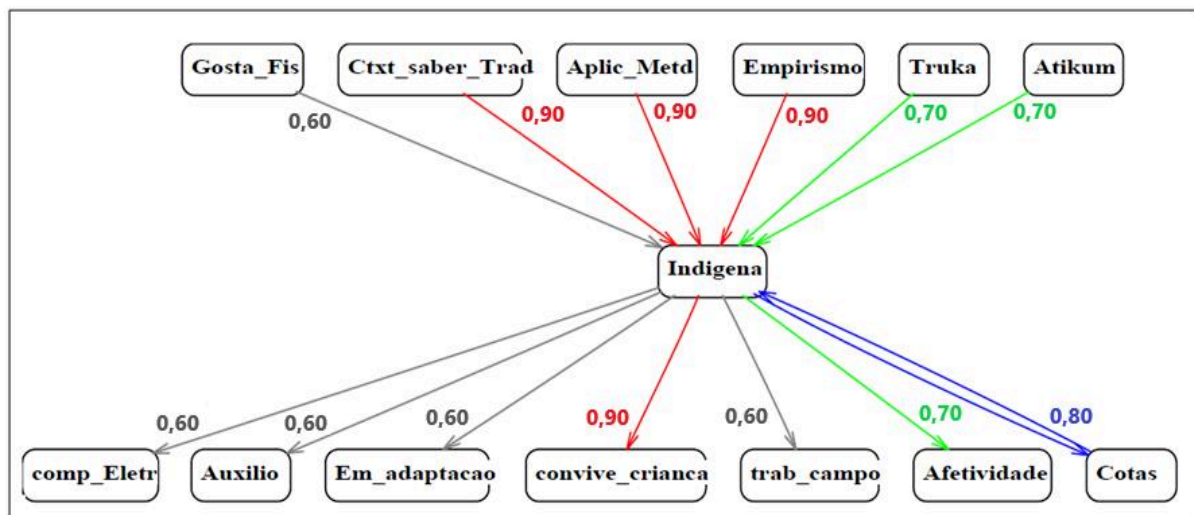 Gosta_Fis
Ctxt_saber_Trad
Aplic_Metd
Empirismo
Truka
Atikum
0,60
0,90
0,90
0,90
0,70
0,70
Indigena
0,60
0,60
0,60
0,90
0,60
0,70
0,80
comp_Eletr
Auxilio
Em_adaptacao
convive_crianca
trab_campo
Afetividade
Cotas